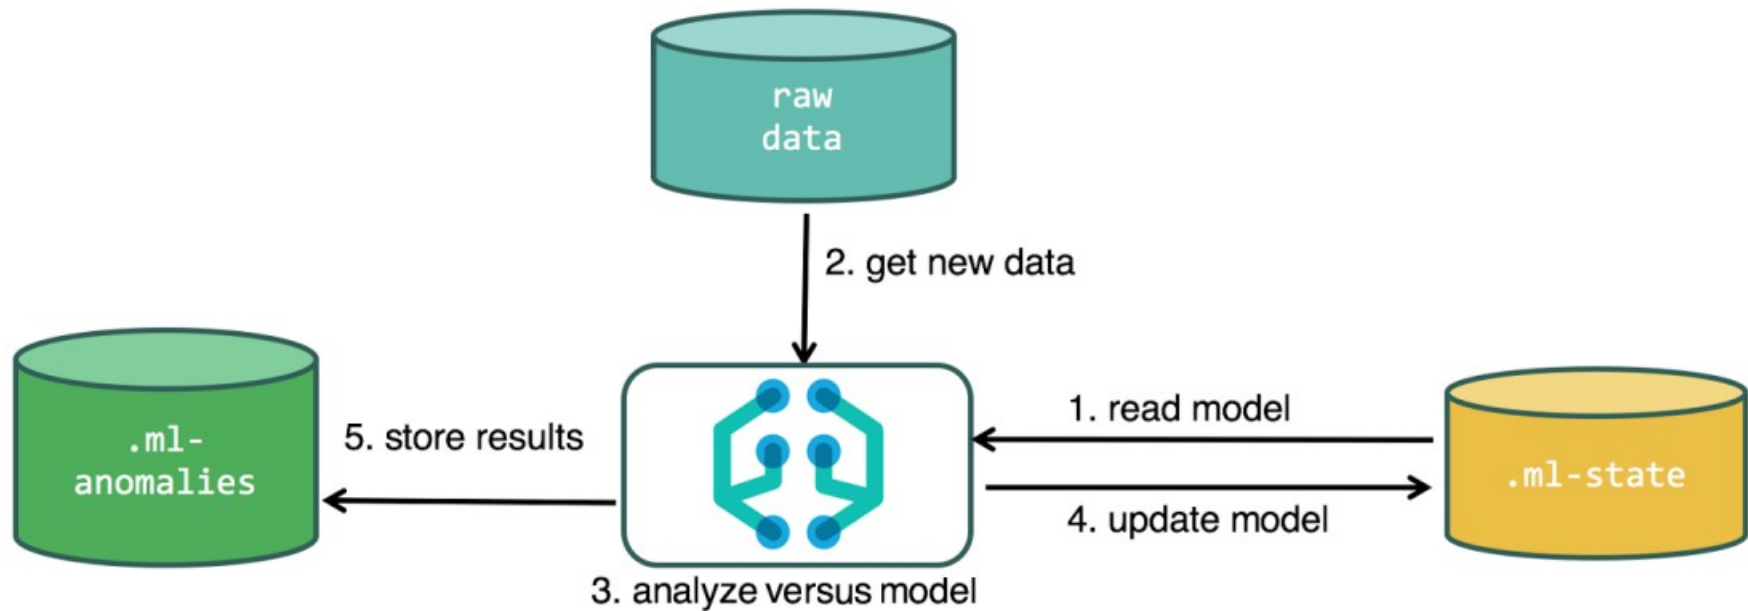 raw
data
2. get new data
.ml-
anomalies
5. store results
1. read model
4. update model
.ml-state
3. analyze versus model